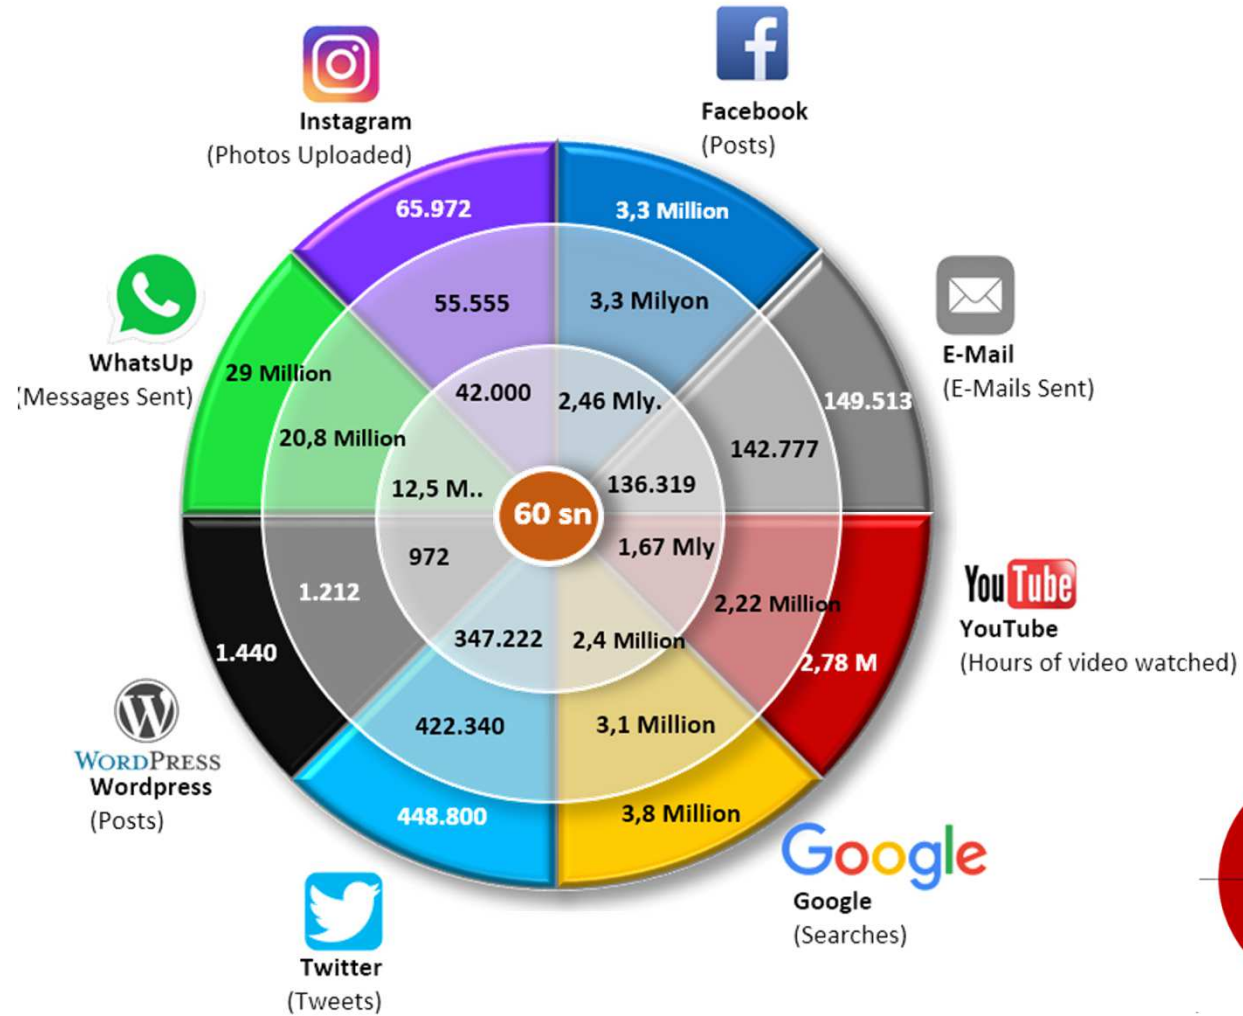 Instagram
(Photos Uploaded)
Facebook
(Posts)
65.972
3,3 Million
55.555
3,3 Milyon
WhatsUp
(Messages Sent)
29 Million
E-Mail
(E-Mails Sent)
42.000
2,46 Mly.
149.513
20,8 Million
142.777
12,5 M..
136.319
60 sn
972
1,67 Mly
You Tube
YouTube
(Hours of video watched)
1.212
2,22 Million
1.440
347.222
2,4 Million
2,78 M
W
WORDPRESS
Wordpress
(Posts)
422.340
3,1 Million
448.800
3,8 Million
Google
Google
(Searches)
Twitter
(Tweets)